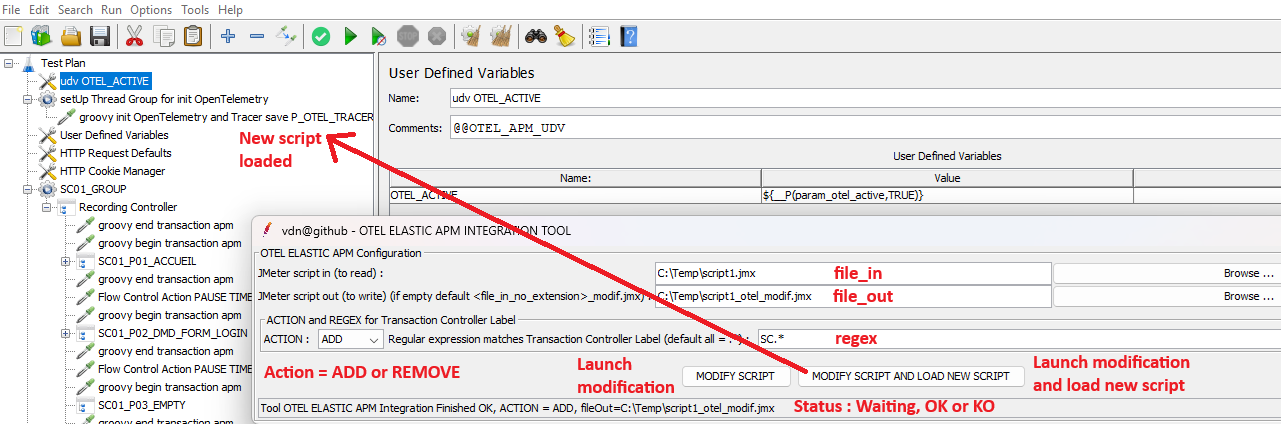 File Edit Search Run Options Tools Help
Test Plan
udv OTEL_ACTIVE
setUp Thread Group for init OpenTelemetry
groovy init OpenTelemetry and Tracer save P_OTEL_TRACER
User Defined Variables
HTTP Request Defaults
HTTP Cookie Manager
SC01_GROUP
Recording Controller
groovy end transaction apm
groovy begin transaction apm
SC01_P01_ACCUEIL
groovy end transaction apm
Flow Control Action PAUSE TIME
groovy begin transaction apm
SC01_P02_DMD_FORM_LOGIN
groovy end transaction apm
Flow Control Action PAUSE TIME
groovy begin transaction apm
SC01_P03_EMPTY
groovy end transaction apm
New script
loaded
User Defined Variables
Name: udv OTEL_ACTIVE
Comments: @@OTEL_APM_UDV
User Defined Variables
Name: Value
OTEL_ACTIVE ${__P(param_otel_active,TRUE)}
vdn@github - OTEL ELASTIC APM INTEGRATION TOOL
OTEL ELASTIC APM Configuration
JMeter script in (to read) : C:\Temp\script1.jmx file_in Browse ...
JMeter script out (to write) (if empty default <file_in_no_extension>_modif.jmx) : C:\Temp\script1_otel_modif.jmx file_out Browse ...
ACTION and REGEX for Transaction Controller Label
ACTION : ADD Regular expression matches Transaction Controller Label (default all = .*) : SC.* regex
Action = ADD or REMOVE
Launch
modification
MODIFY SCRIPT MODIFY SCRIPT AND LOAD NEW SCRIPT
Launch modification
and load new script
Tool OTEL ELASTIC APM Integration Finished OK, ACTION = ADD, fileOut=C:\Temp\script1_otel_modif.jmx Status : Waiting, OK or KO